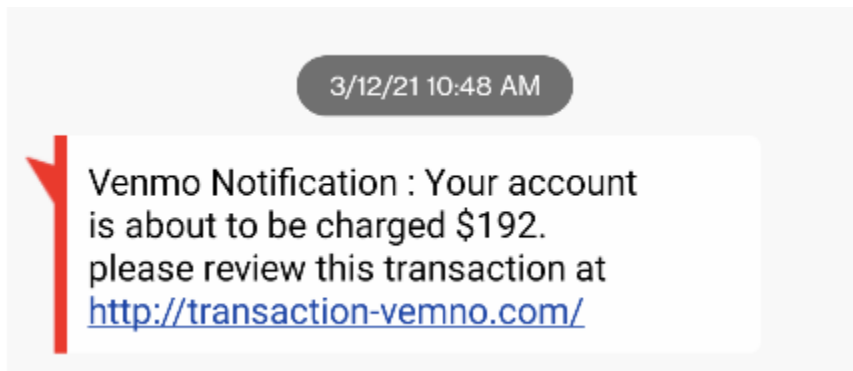 3/12/21 10:48 AM
Venmo Notification : Your account
is about to be charged $192.
please review this transaction at
http://transaction-vemno.com/